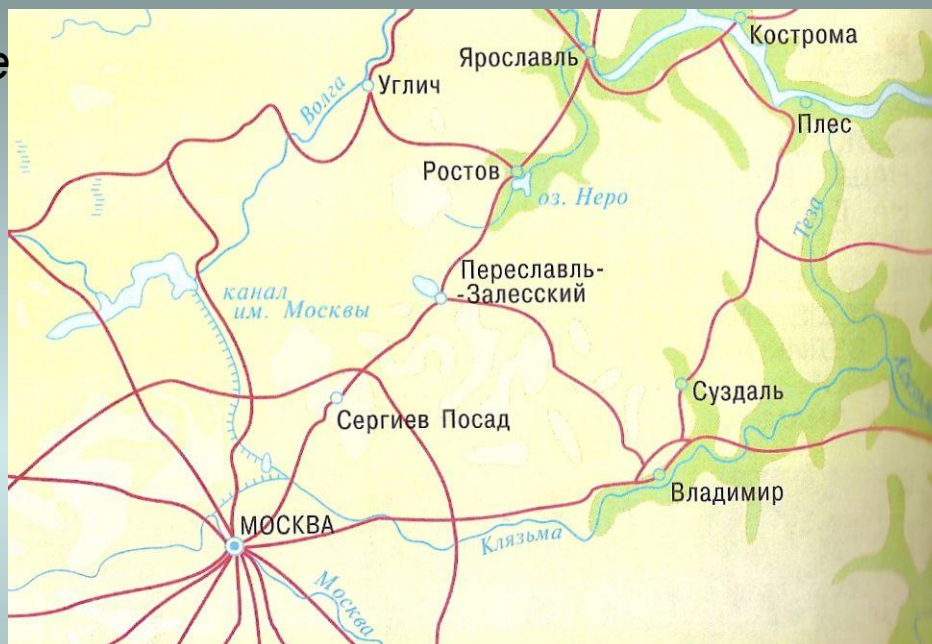 е
Кострома
Ярославль
Углич
Волга
Плес
Ростов
оз. Неро
Теза
Переславль-
-Залесский
канал
им. Москвы
Суздаль
Сергиев Посад
Владимир
МОСКВА
Клязьма
Москва